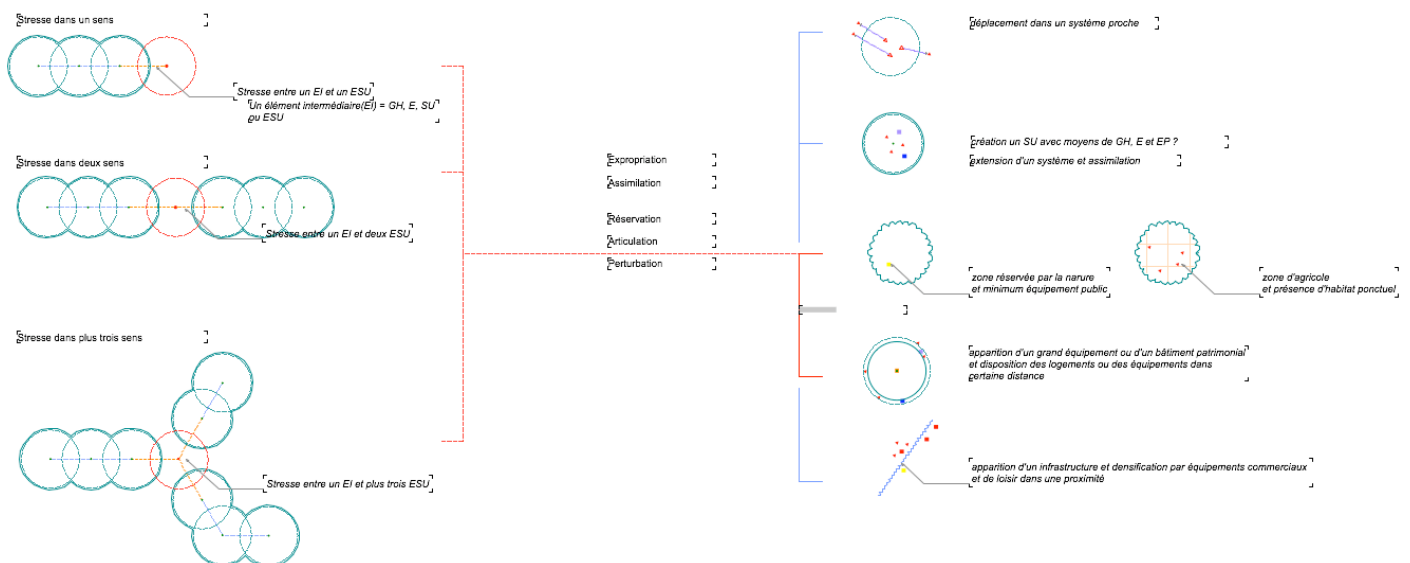 Stresse dans un sens
Stresse entre un EI et un ESU
Un élément intermédiaire(EI) = GH, E, SU
ou ESU
Stresse dans deux sens
Stresse entre un EI et deux ESU
Stresse dans plus trois sens
Stresse entre un EI et plus trois ESU
Expropriation
Assimilation
Réservation
Articulation
Perturbation
déplacement dans un système proche
création un SU avec moyens de GH, E et EP ?
extension d'un système et assimilation
zone réservée par la narure
et minimum équipement public
zone d'agricole
et présence d'habitat ponctuel
apparition d'un grand équipement ou d'un bâtiment patrimonial
et disposition des logements ou des équipements dans
certaine distance
apparition d'un infrastructure et densification par équipements commerciaux
et de loisir dans une proximité